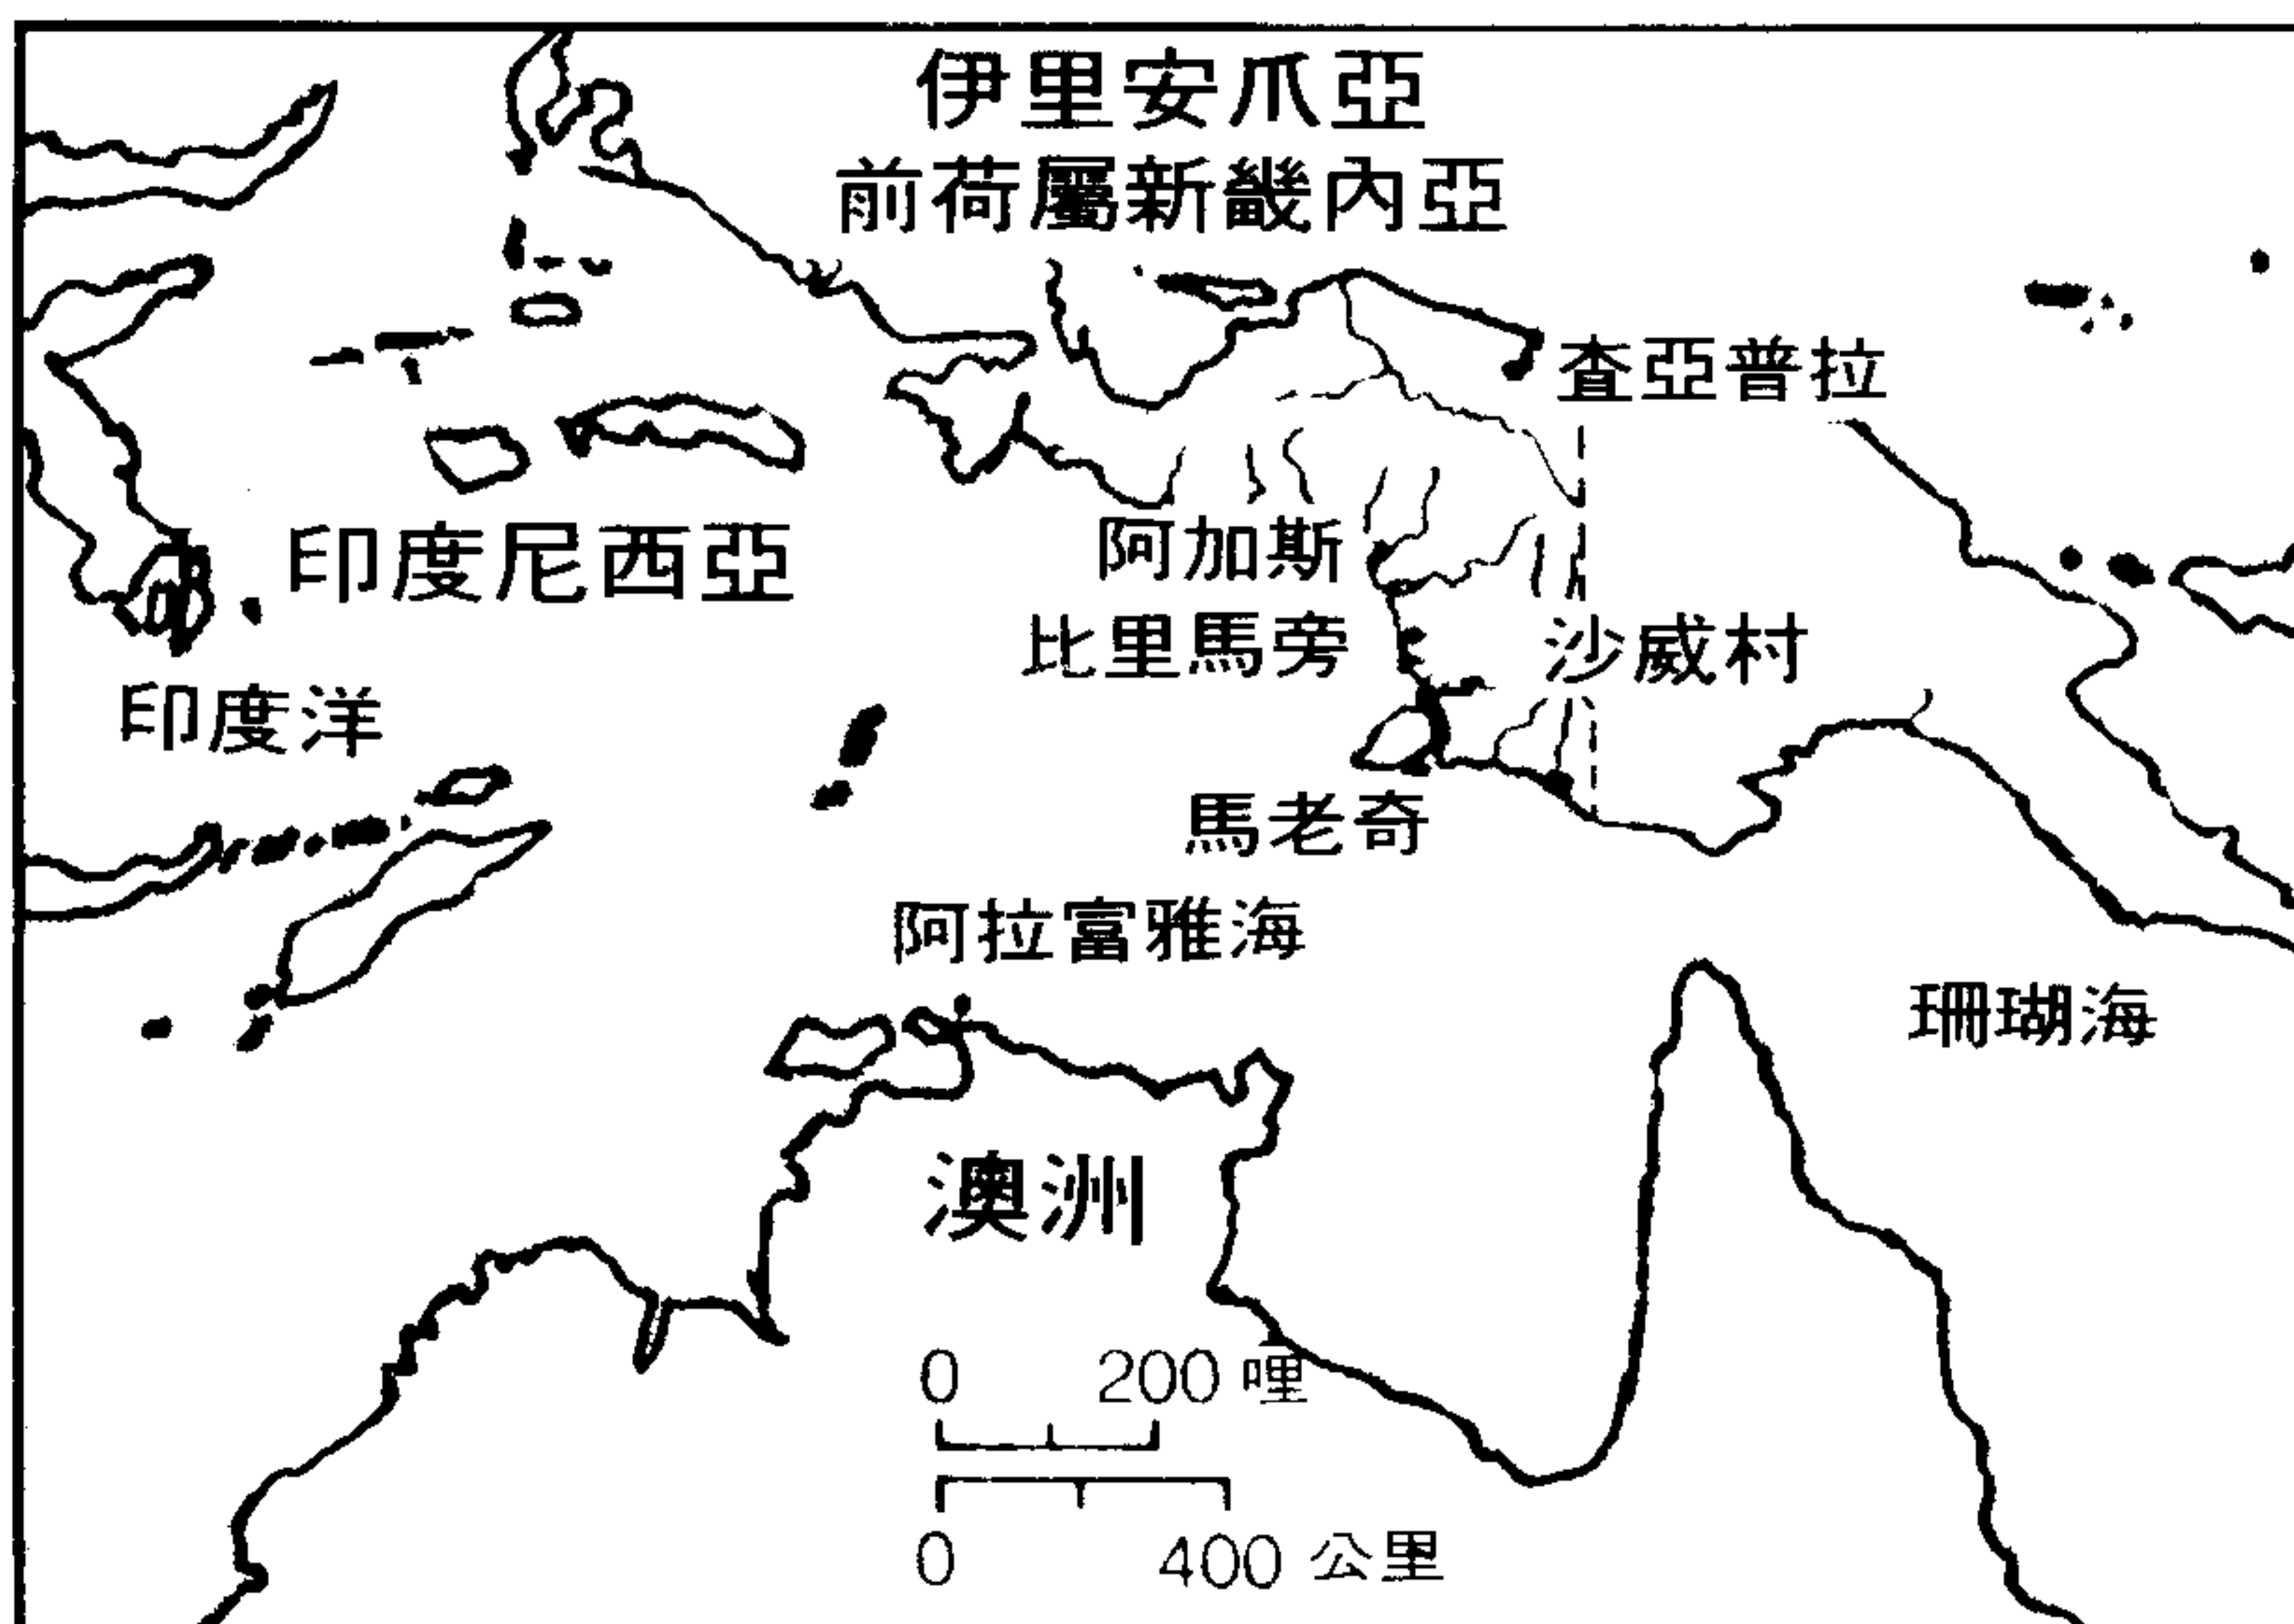 伊里安爪亞
前荷屬新畿內亞
查亞普拉
印度尼西亞
阿加斯
比里馬旁
沙威村
印度洋
馬老奇
阿拉富雅海
珊瑚海
澳洲
0 200 哩
0 400 公里